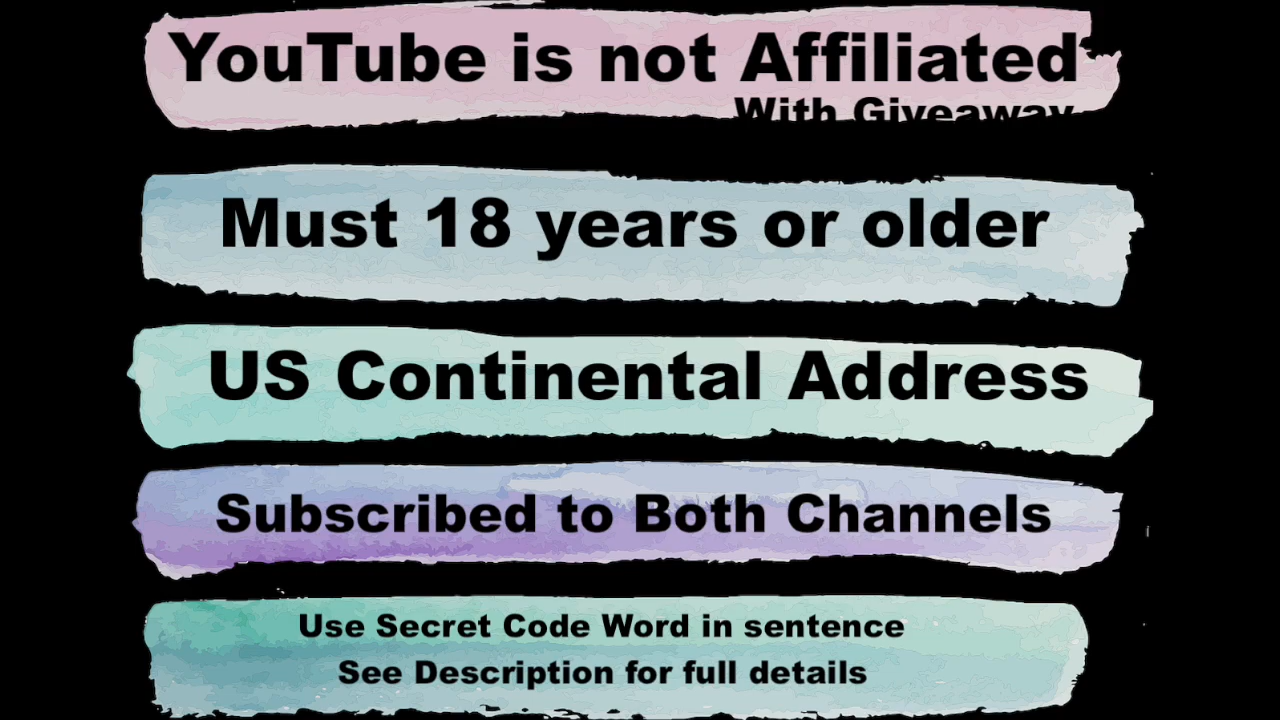 YouTube is not Affiliated
With Giveaway
Must 18 years or older
US Continental Address
Subscribed to Both Channels
Use Secret Code Word in sentence
See Description for full details